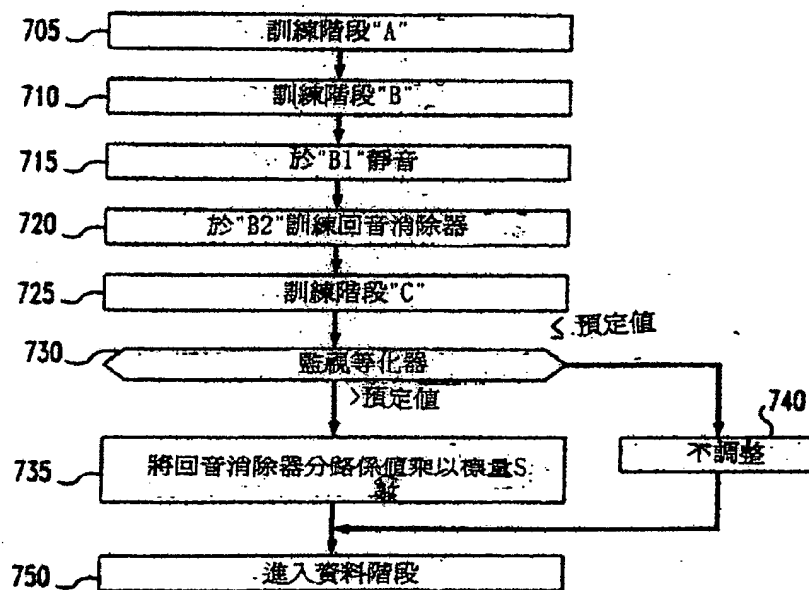 705 訓練階段"A"
710 訓練階段"B"
715 於"B1"靜音
720 於"B2"訓練回音消除器
725 訓練階段"C"
≤ 預定值
730 監視等化器
>預定值
740
不調整
735 將回音消除器分路係值乘以標量S
數
750 進入資料階段